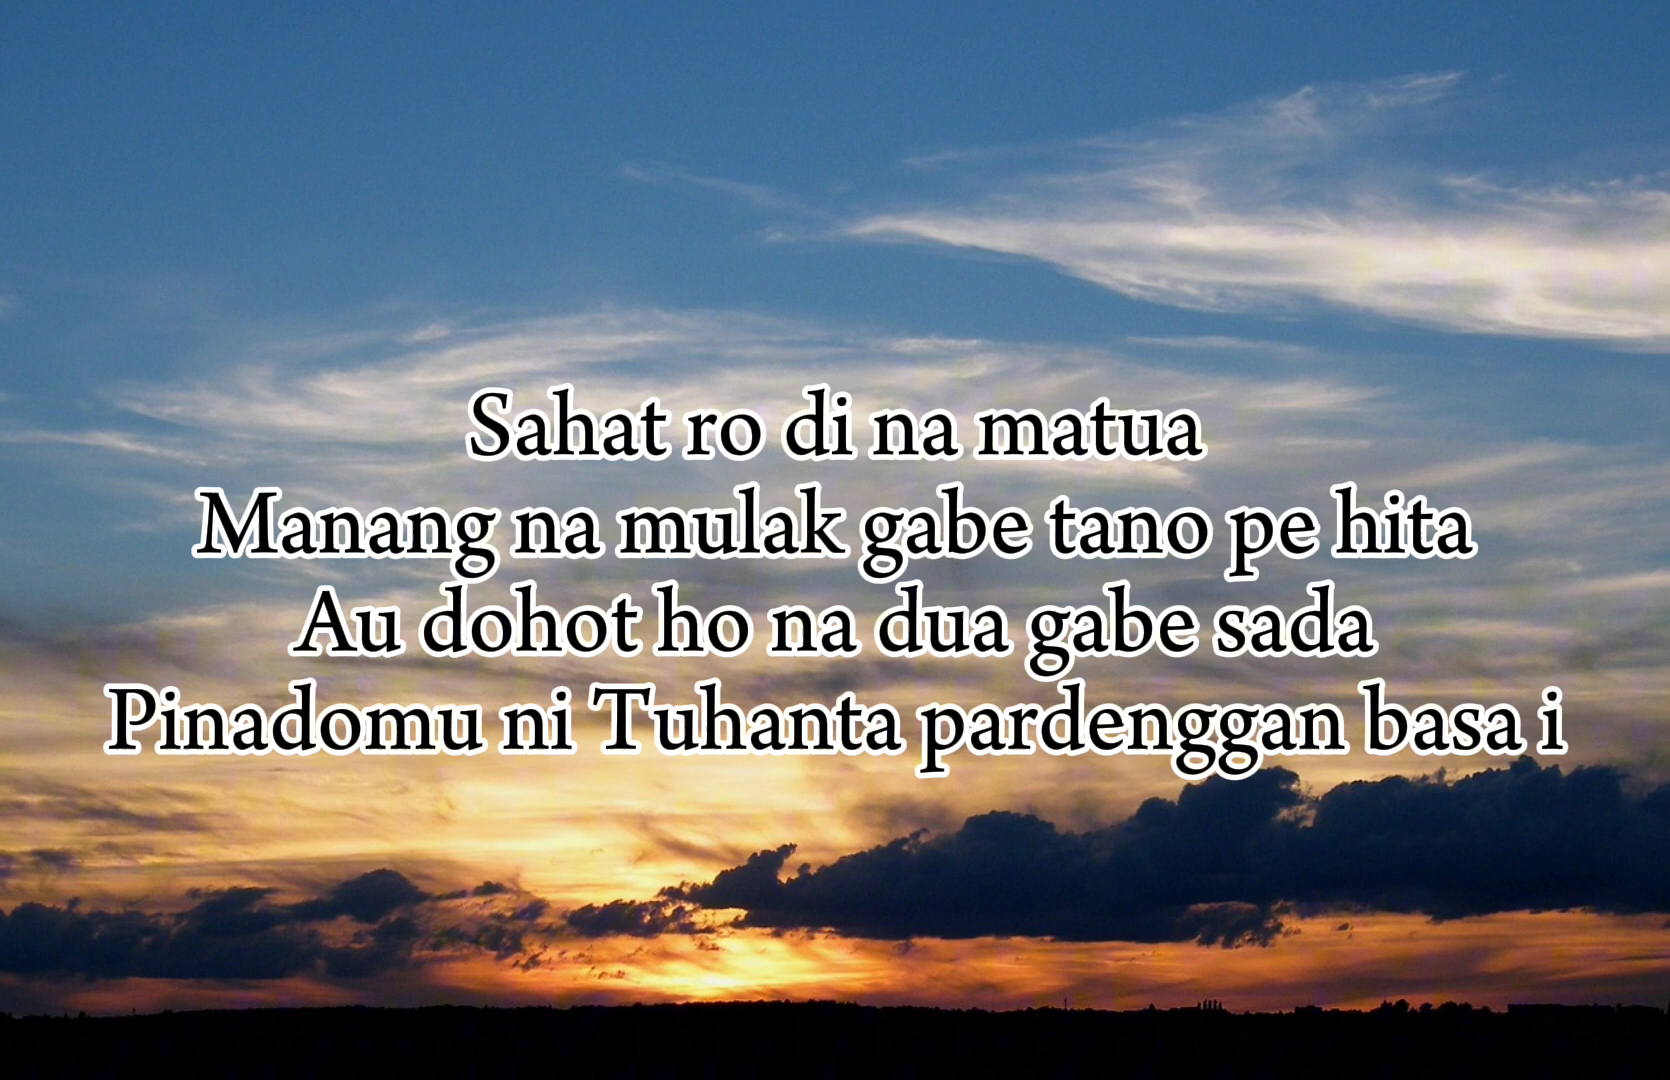 Sahat ro di na matua
Manang na mulak gabe tano pe hita
Au dohot ho na dua gabe sada
Pinadomu ni Tuhanta pardenggan basa i